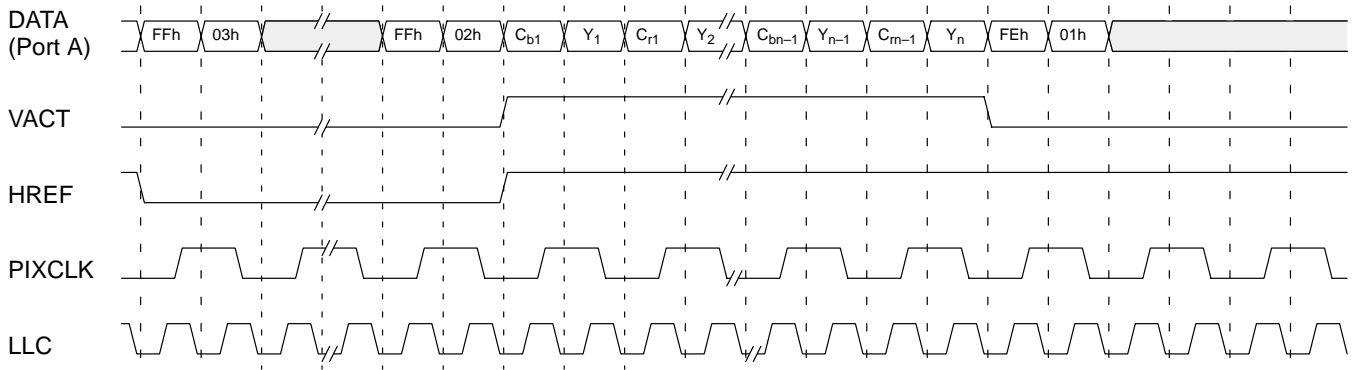 DATA
(Port A)
FFh 03h FFh 02h Cb1 Y1 Cr1 Y2 Cbn–1 Yn–1 Crn–1 Yn FEh 01h
VACT
HREF
PIXCLK
LLC